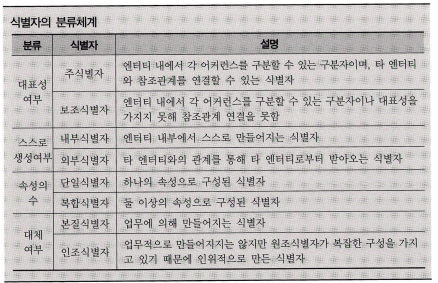 식별자의 분류체계
분류 식별자 설명
대표성 여부 주식별자 엔터티 내에서 각 어커런스를 구분할 수 있는 구분자이며, 타 엔터티
와 참조관계를 연결할 수 있는 식별자
보조식별자 엔터티 내에서 각 어커런스를 구분할 수 있는 구분자이나 대표성을
가지지 못해 참조관계 연결을 못함
스스로 생성여부 내부식별자 엔터티 내부에서 스스로 만들어지는 식별자
외부식별자 타 엔터티와의 관계를 통해 타 엔터티로부터 받아오는 식별자
속성의 수 단일식별자 하나의 속성으로 구성된 식별자
복합식별자 둘 이상의 속성으로 구성된 식별자
대체 여부 본질식별자 업무에 의해 만들어지는 식별자
인조식별자 업무적으로 만들어지지는 않지만 원조식별자가 복잡한 구성을 가지
고 있기 때문에 인위적으로 만든 식별자